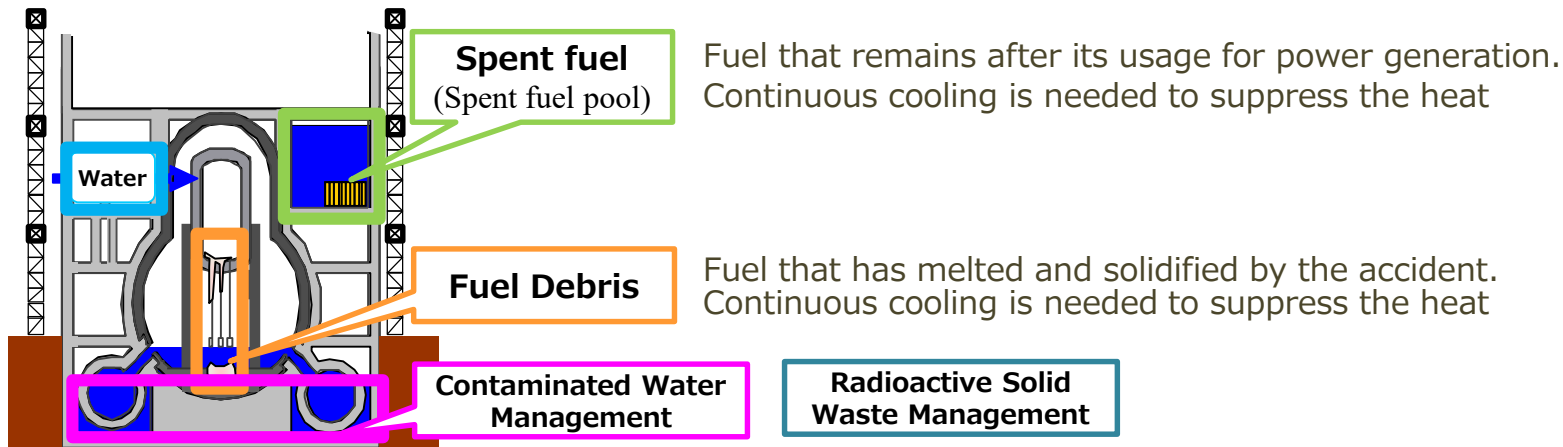 Spent fuel
(Spent fuel pool)
Fuel that remains after its usage for power generation.
Continuous cooling is needed to suppress the heat
Water
Fuel Debris
Fuel that has melted and solidified by the accident.
Continuous cooling is needed to suppress the heat
Contaminated Water
Management
Radioactive Solid
Waste Management